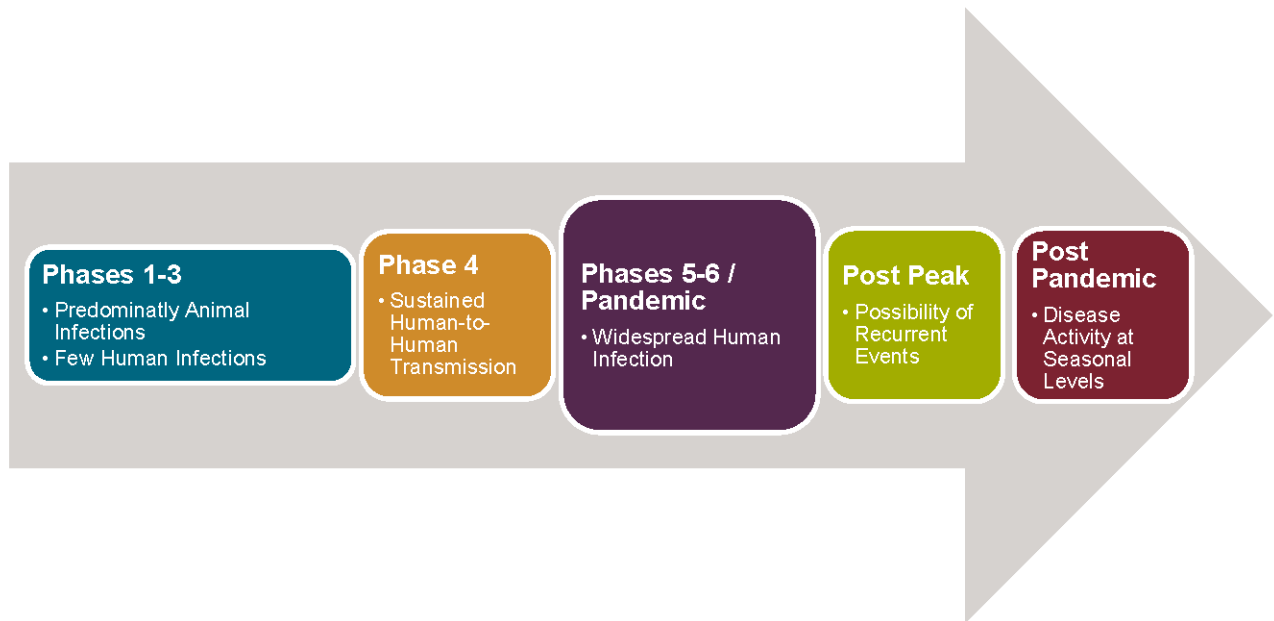 Phases 1-3
• Predominatly Animal
Infections
• Few Human Infections
Phase 4
• Sustained
Human-to-
Human
Transmission
Phases 5-6 /
Pandemic
• Widespread Human
Infection
Post Peak
• Possibility of
Recurrent
Events
Post
Pandemic
• Disease
Activity at
Seasonal
Levels